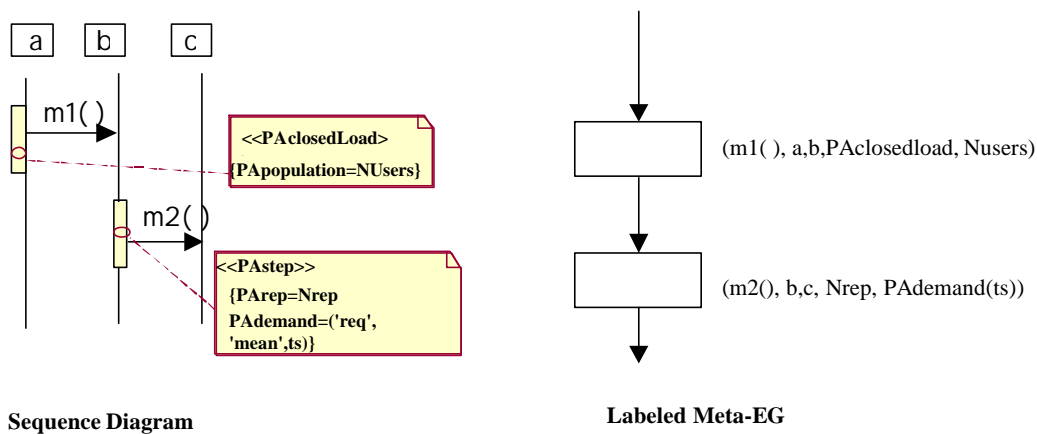 a b c
m1( )
<<PAclosedLoad>
{PApopulation=NUsers}
m2( )
<<PAstep>>
{PArep=Nrep
PAdemand=('req',
'mean',ts)}
Sequence Diagram
(m1( ), a,b,PAclosedload, Nusers)
(m2(), b,c, Nrep, PAdemand(ts))
Labeled Meta-EG